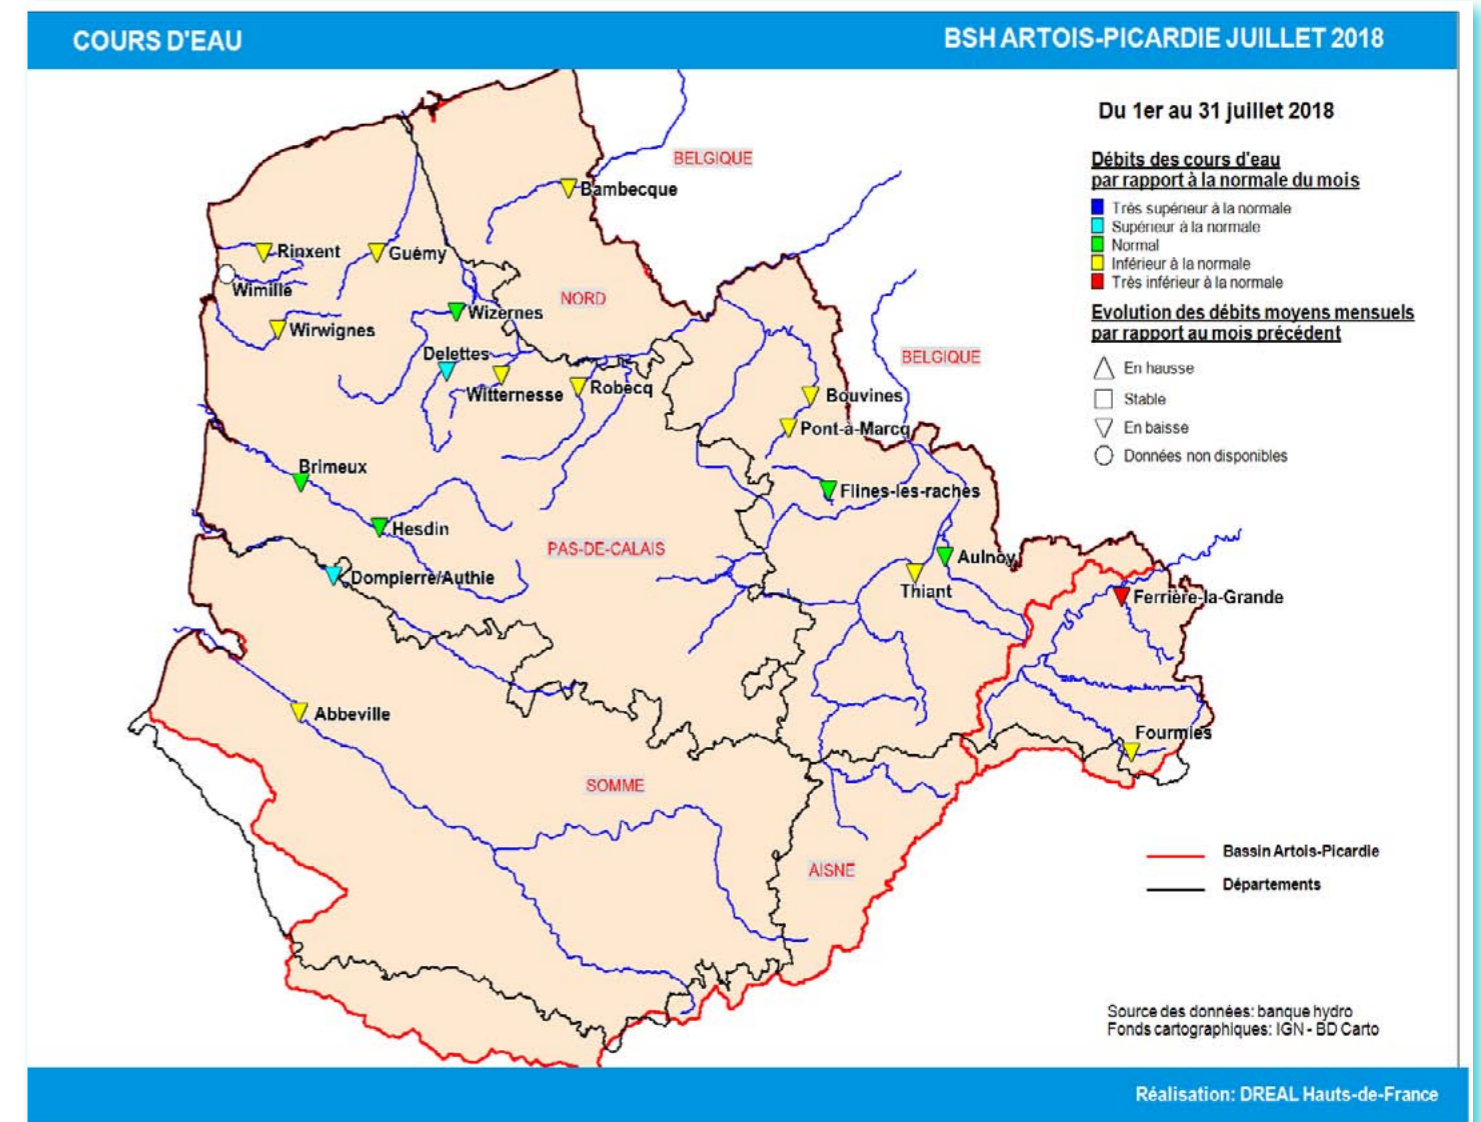 COURS D'EAU
BSH ARTOIS-PICARDIE JUILLET 2018
Du 1er au 31 juillet 2018
Débits des cours d'eau
par rapport à la normale du mois
Très supérieur à la normale
Supérieur à la normale
Normal
Inférieur à la normale
Très inférieur à la normale
Evolution des débits moyens mensuels
par rapport au mois précédent
En hausse
Stable
En baisse
Données non disponibles
BELGIQUE
Bambecque
Rinxent
Guémy
Wimille
NORD
Wizernes
Wirwignes
Delettes
BELGIQUE
Witternesse
Robecq
Bouvines
Pont-à-Marcq
Brimeux
Flines-les-raches
Hesdin
PAS-DE-CALAIS
Aulnoy
Dompierre/Authie
Thiant
Ferrière-la-Grande
Abbeville
Fourmies
SOMME
AISNE
Bassin Artois-Picardie
Départements
Source des données: banque hydro
Fonds cartographiques: IGN - BD Carto
Réalisation: DREAL Hauts-de-France